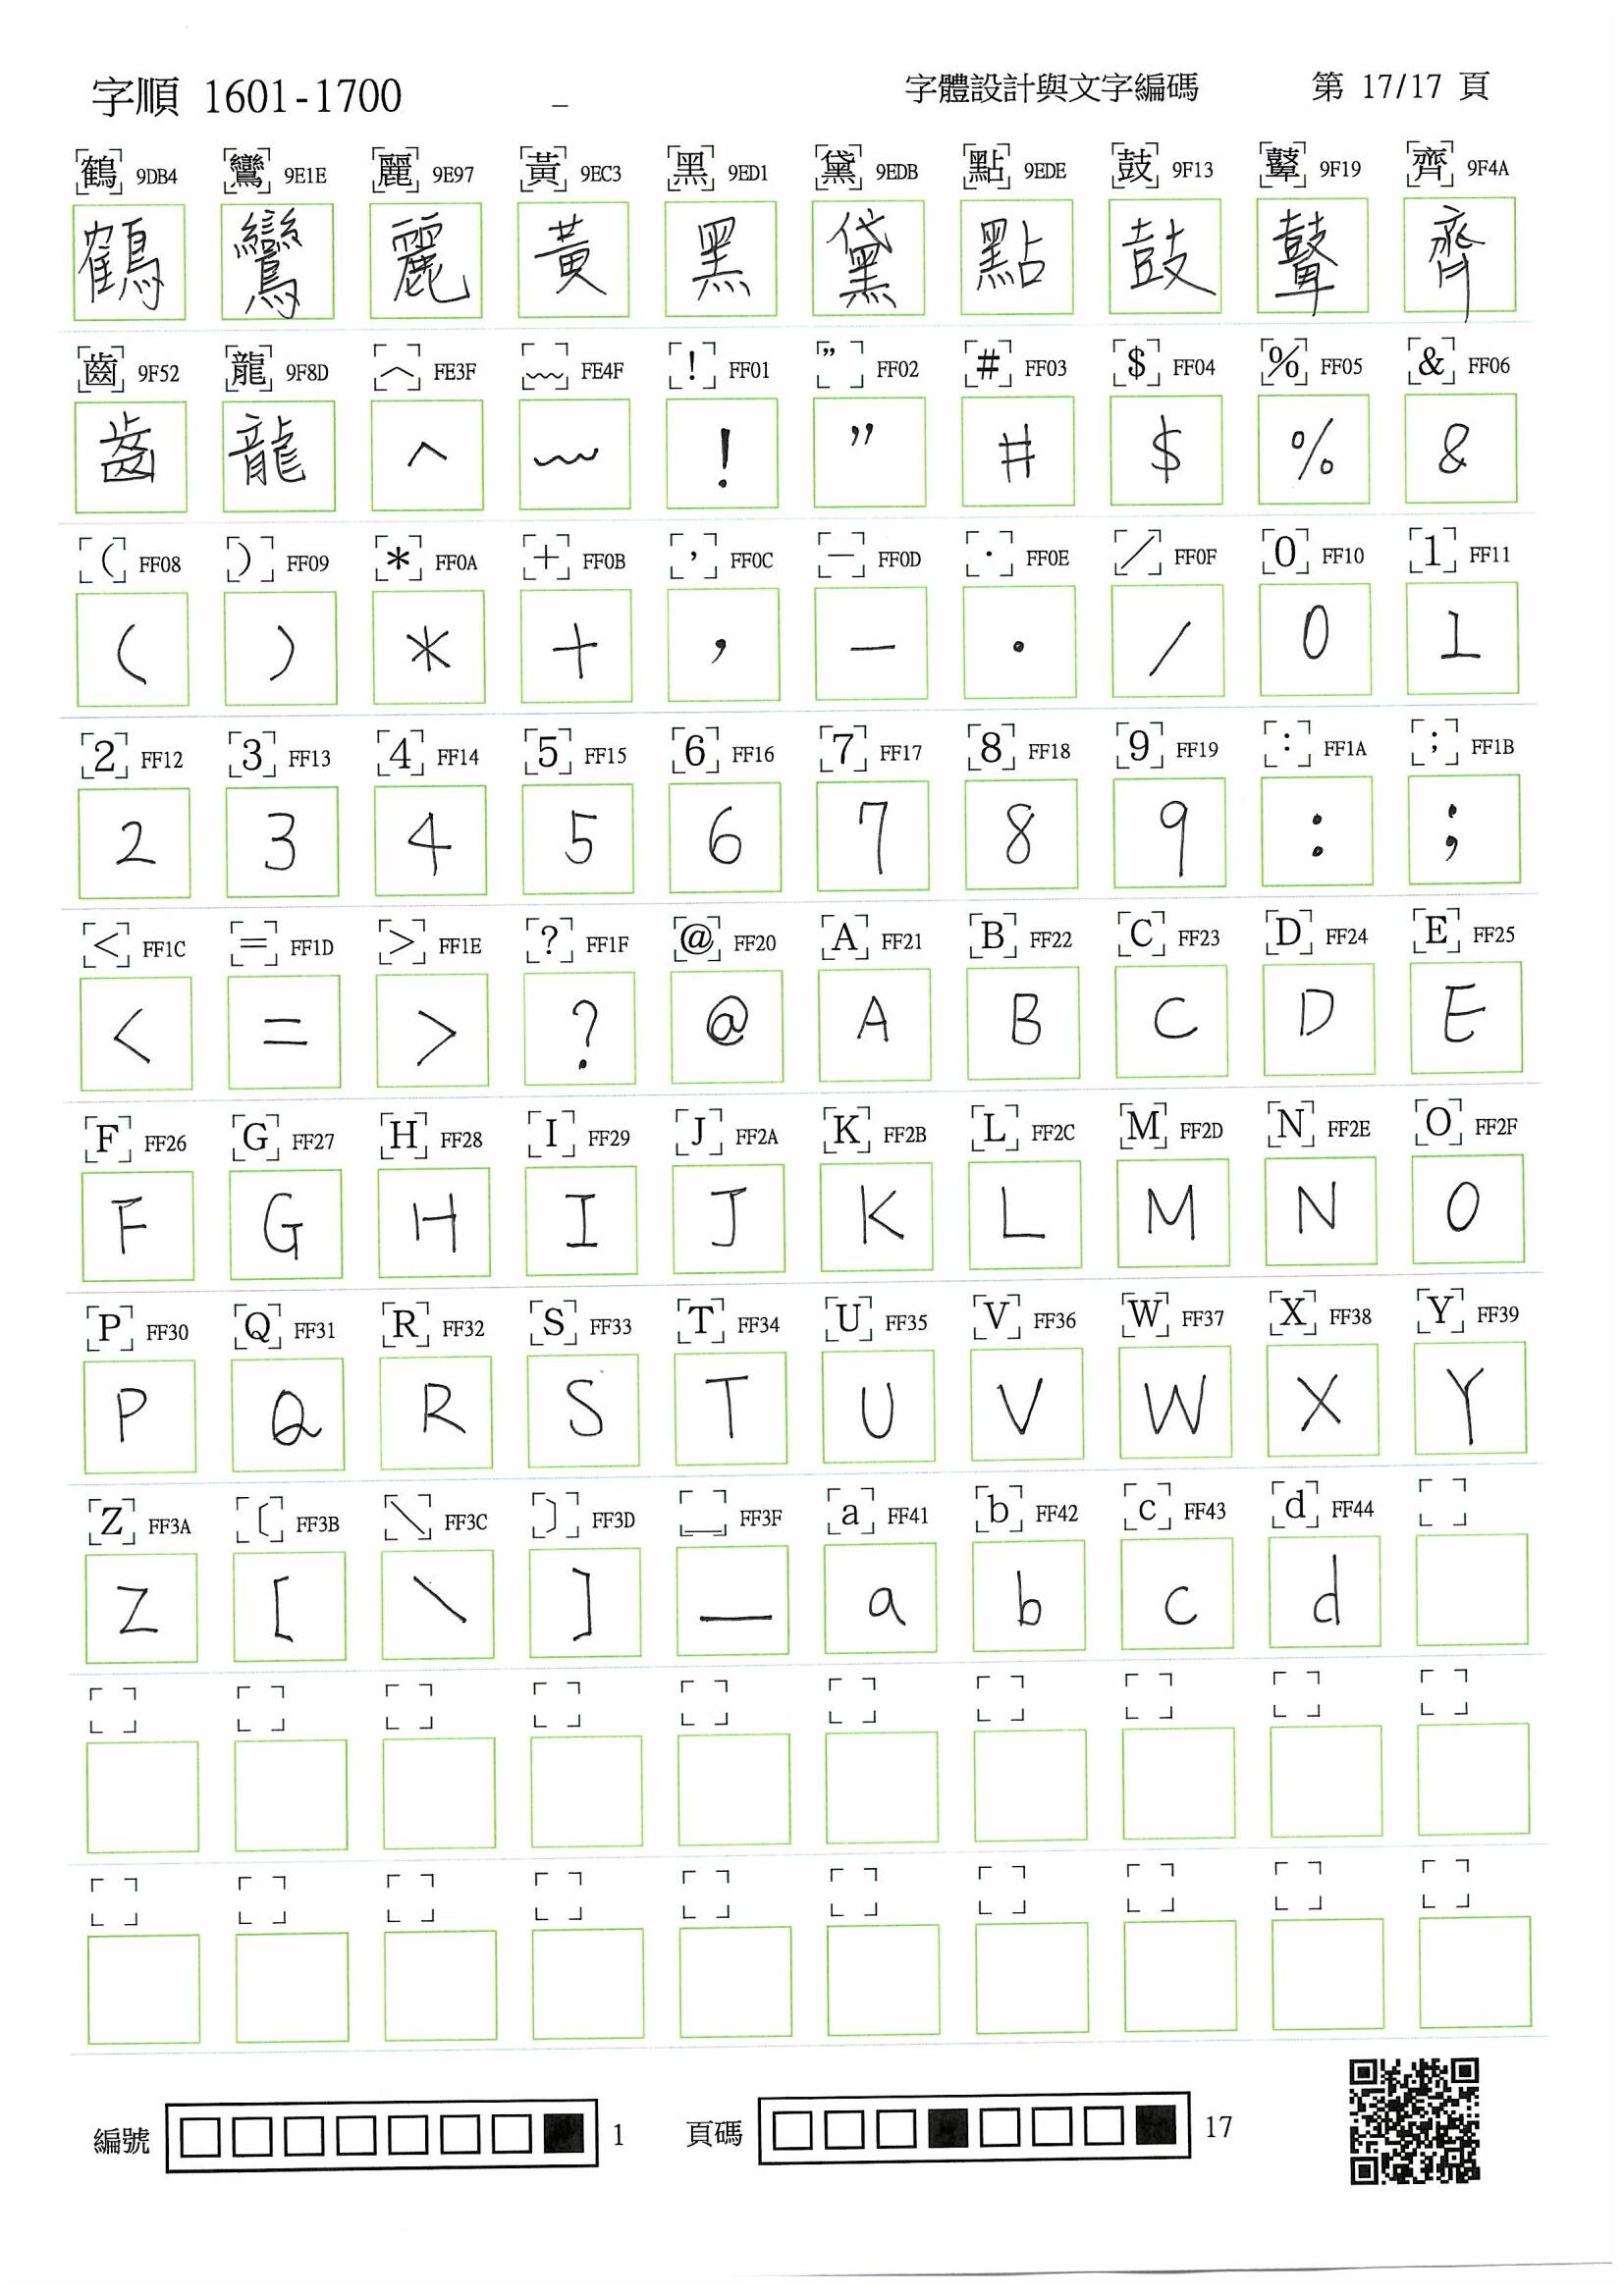 字順 1601-1700 — 字體設計與文字編碼 第 17/17 頁
鶴 9DB4 鸞 9E1E 麗 9E97 黃 9EC3 黑 9ED1 黛 9EDB 點 9EDE 鼓 9F13 鼙 9F19 齊 9F4A
鶴 鸞 麗 黃 黑 黛 點 鼓 鼙 齊
齒 9F52 龍 9F8D ︿ FE3F ﹏ FE4F ! FF01 ” FF02 # FF03 $ FF04 % FF05 & FF06
齒 龍 ︿ ﹏ ! ” # $ % &
( FF08 ) FF09 * FF0A + FF0B , FF0C － FF0D . FF0E ／ FF0F 0 FF10 1 FF11
( ) * + , － . / 0 1
2 FF12 3 FF13 4 FF14 5 FF15 6 FF16 7 FF17 8 FF18 9 FF19 : FF1A ; FF1B
2 3 4 5 6 7 8 9 : ;
< FF1C = FF1D > FF1E ? FF1F @ FF20 A FF21 B FF22 C FF23 D FF24 E FF25
< = > ? @ A B C D E
F FF26 G FF27 H FF28 I FF29 J FF2A K FF2B L FF2C M FF2D N FF2E O FF2F
F G H I J K L M N O
P FF30 Q FF31 R FF32 S FF33 T FF34 U FF35 V FF36 W FF37 X FF38 Y FF39
P Q R S T U V W X Y
Z FF3A 〔 FF3B \ FF3C 〕 FF3D _ FF3F a FF41 b FF42 c FF43 d FF44
Z [ \ ] _ a b c d
編號 1 頁碼 17